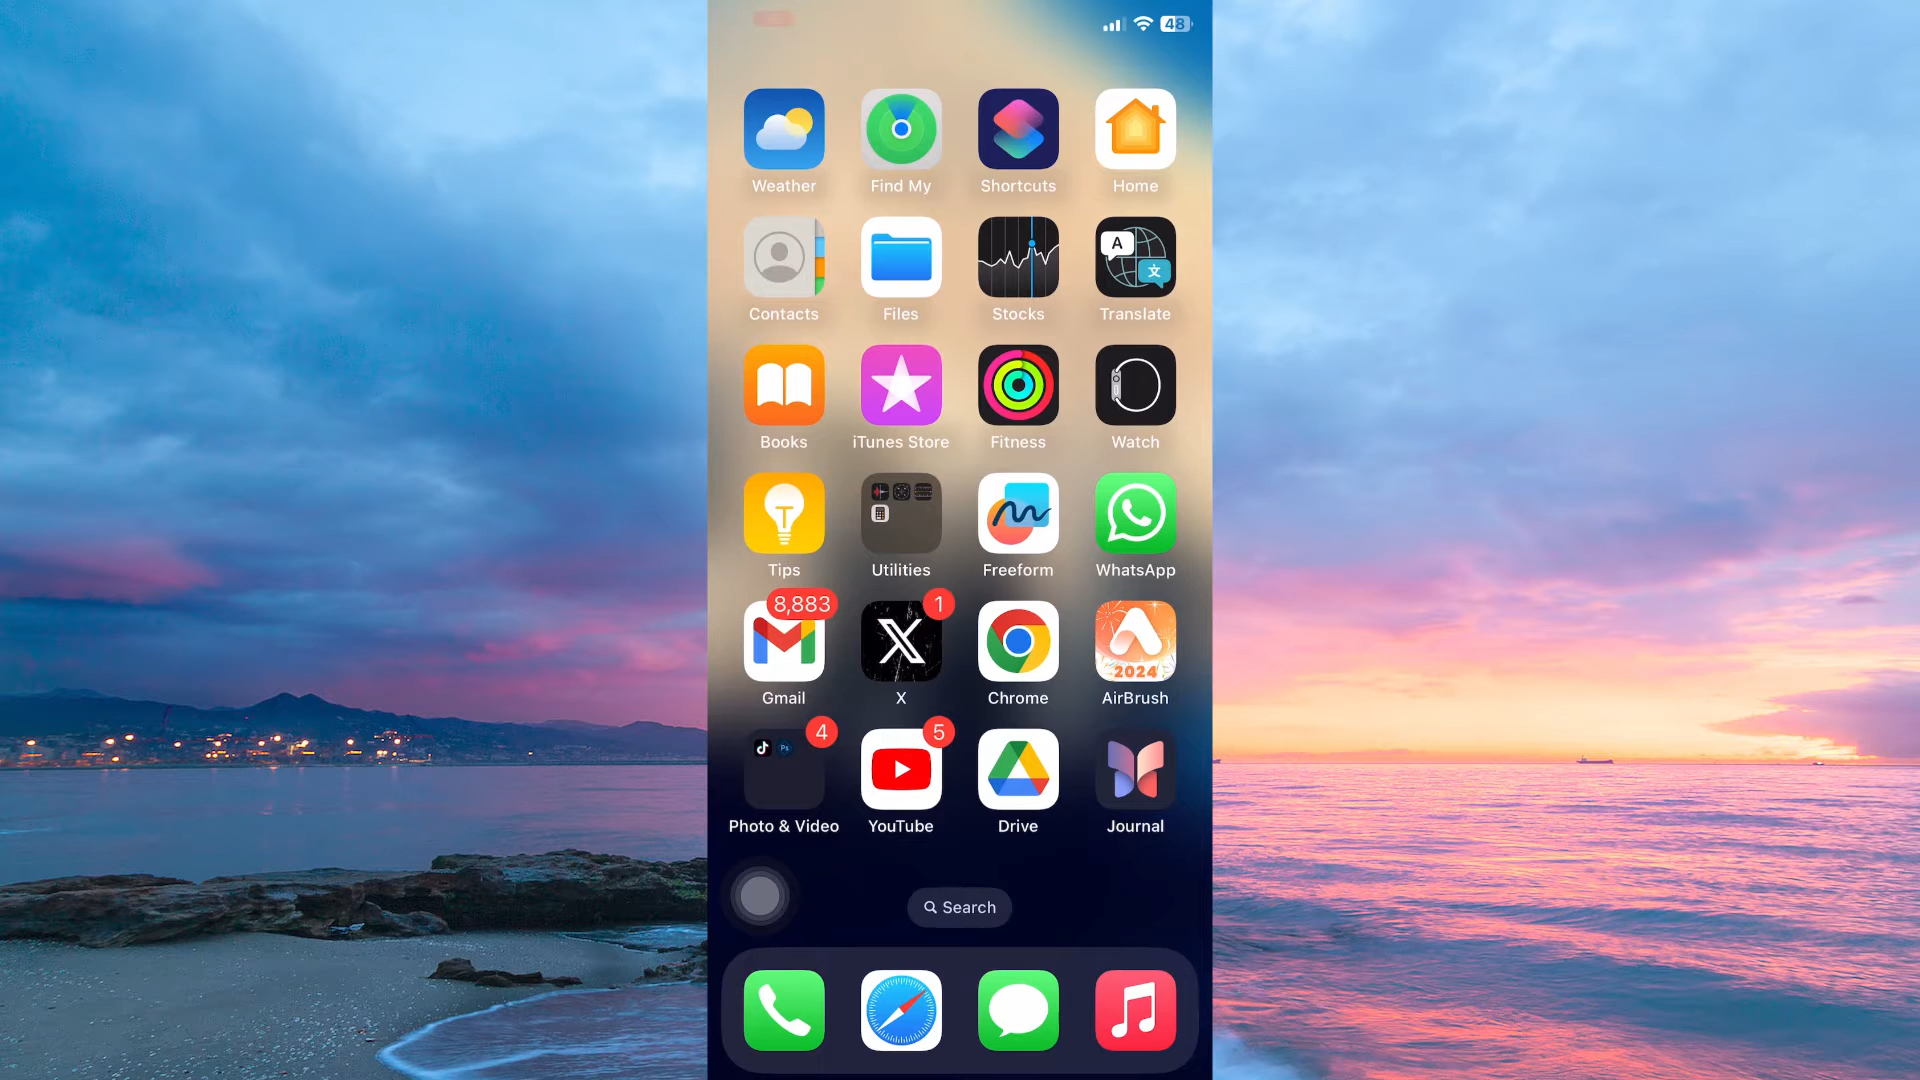 48
Weather Find My Shortcuts Home
A
文
Contacts Files Stocks Translate
Books iTunes Store Fitness Watch
Tips Utilities Freeform WhatsApp
8,883 1
2024
Gmail X Chrome AirBrush
4 5
Ps
Photo & Video YouTube Drive Journal
Search